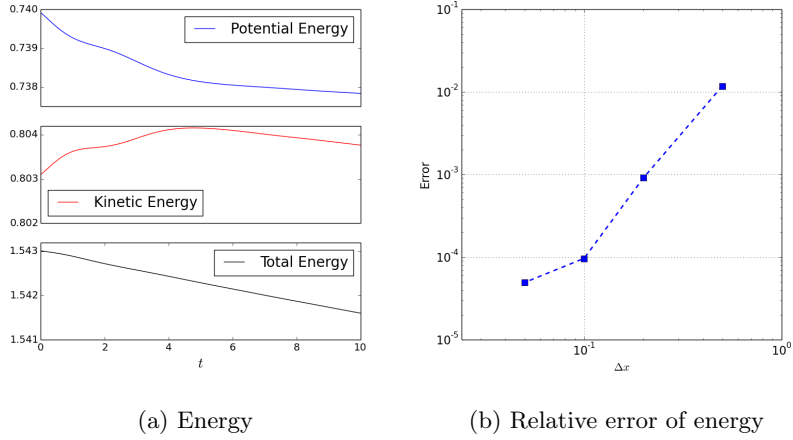 0.740
0.739
0.738
Potential Energy
0.804
0.803
0.802
Kinetic Energy
1.543
1.542
1.541
Total Energy
0 2 4 6 8 10
t
(a) Energy
10^-1
10^-2
10^-3
10^-4
10^-5
Error
10^-1 10^0
Δx
(b) Relative error of energy